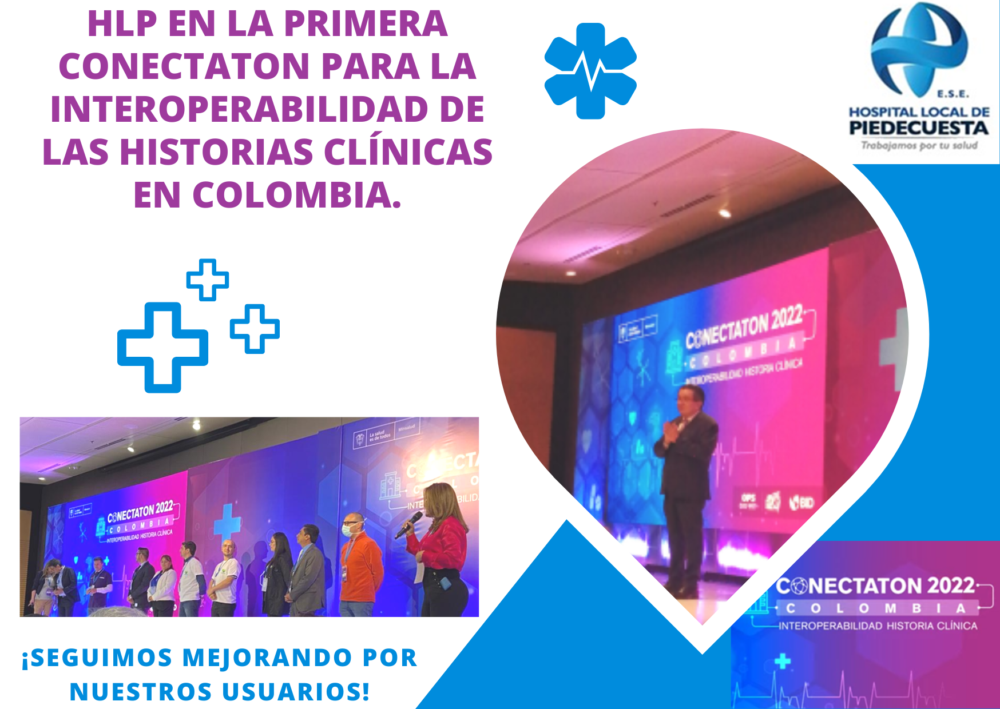 HLP EN LA PRIMERA
CONECTATON PARA LA
INTEROPERABILIDAD DE
LAS HISTORIAS CLÍNICAS
EN COLOMBIA.
E.S.E.
HOSPITAL LOCAL DE
PIEDECUESTA
Trabajamos por tu salud
CONECTATON 2022
COLOMBIA
INTEROPERABILIDAD HISTORIA CLÍNICA
OPS
BID
La salud
es de todos
Minsalud
CONECTATON 2022
COLOMBIA
INTEROPERABILIDAD HISTORIA CLÍNICA
CONECTATON 2022
COLOMBIA
INTEROPERABILIDAD HISTORIA CLÍNICA
¡SEGUIMOS MEJORANDO POR
NUESTROS USUARIOS!